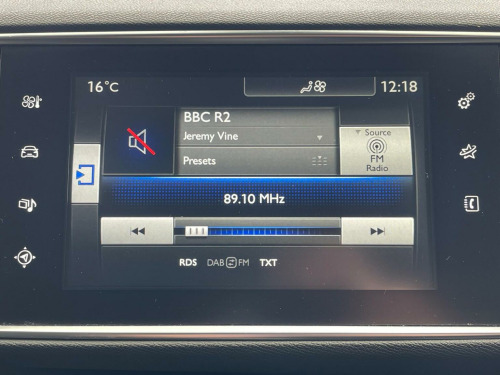 16°C
12:18
BBC R2
Jeremy Vine
Presets
Source
FM
Radio
89.10 MHz
RDS DAB FM TXT